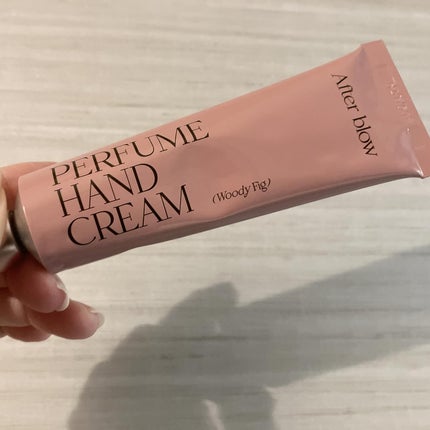 PERFUME
HAND
CREAM
(Woody Fig)
After blow